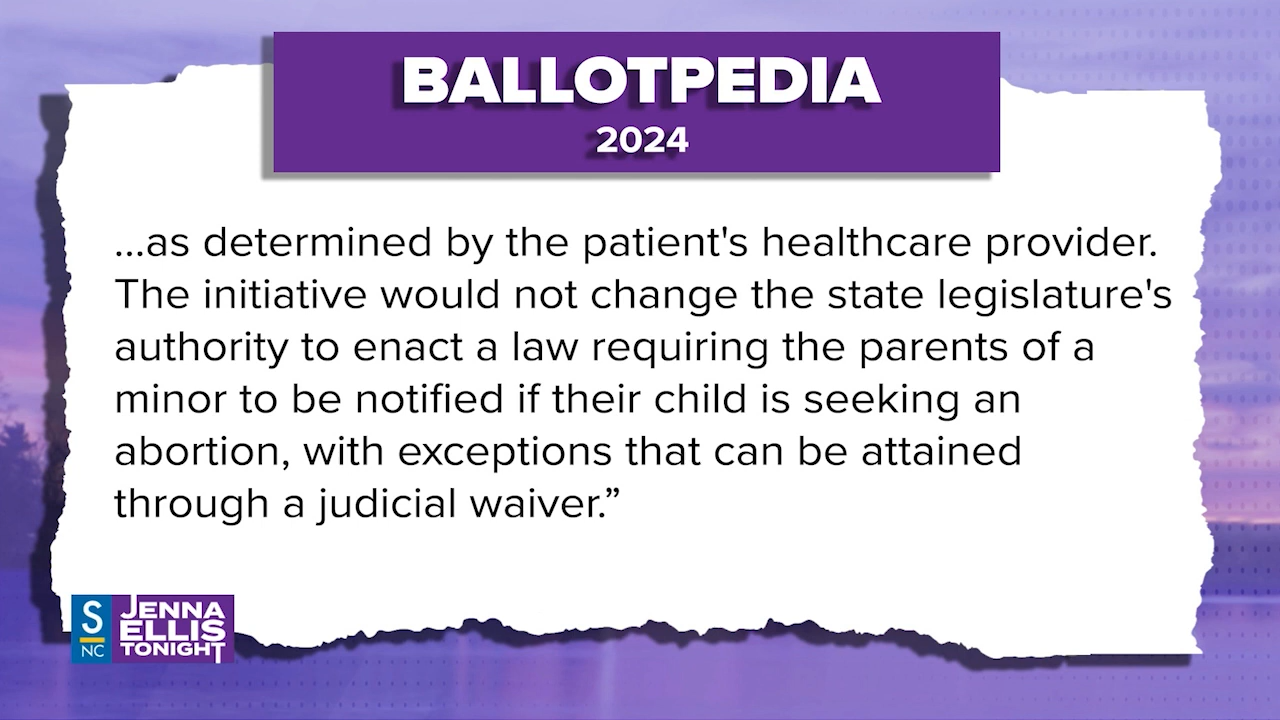 BALLOTPEDIA
2024
...as determined by the patient's healthcare provider.
The initiative would not change the state legislature's
authority to enact a law requiring the parents of a
minor to be notified if their child is seeking an
abortion, with exceptions that can be attained
through a judicial waiver.”
S
NC
JENNA
ELLIS
TONIGHT